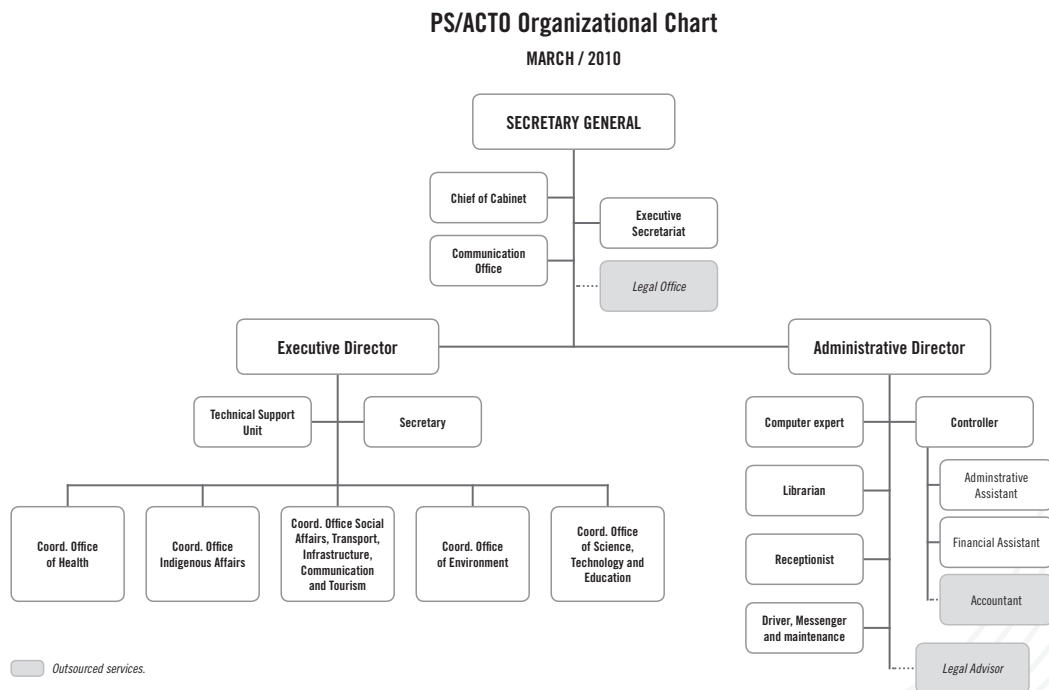 PS/ACTO Organizational Chart
MARCH / 2010
SECRETARY GENERAL
Chief of Cabinet
Executive
Secretariat
Communication
Office
Legal Office
Executive Director
Administrative Director
Technical Support
Unit
Secretary
Computer expert
Controller
Librarian
Adminstrative
Assistant
Financial Assistant
Receptionist
Accountant
Driver, Messenger
and maintenance
Legal Advisor
Coord. Office
of Health
Coord. Office
Indigenous Affairs
Coord. Office Social
Affairs, Transport,
Infrastructure,
Communication
and Tourism
Coord. Office
of Environment
Coord. Office
of Science,
Technology and
Education
Outsourced services.